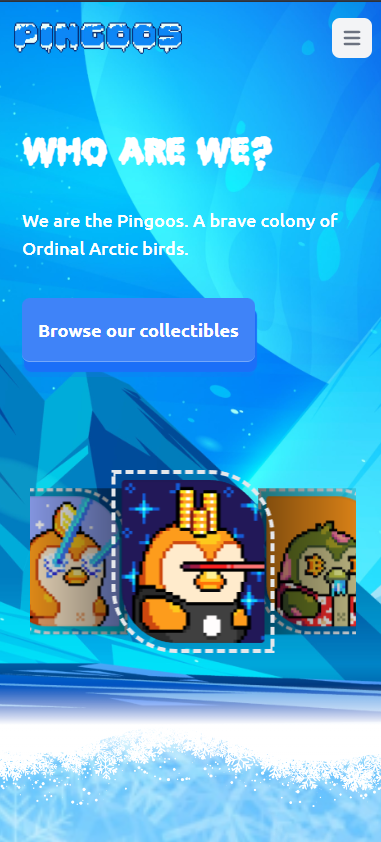 PINGOOS
WHO ARE WE?
We are the Pingoos. A brave colony of
Ordinal Arctic birds.
Browse our collectibles